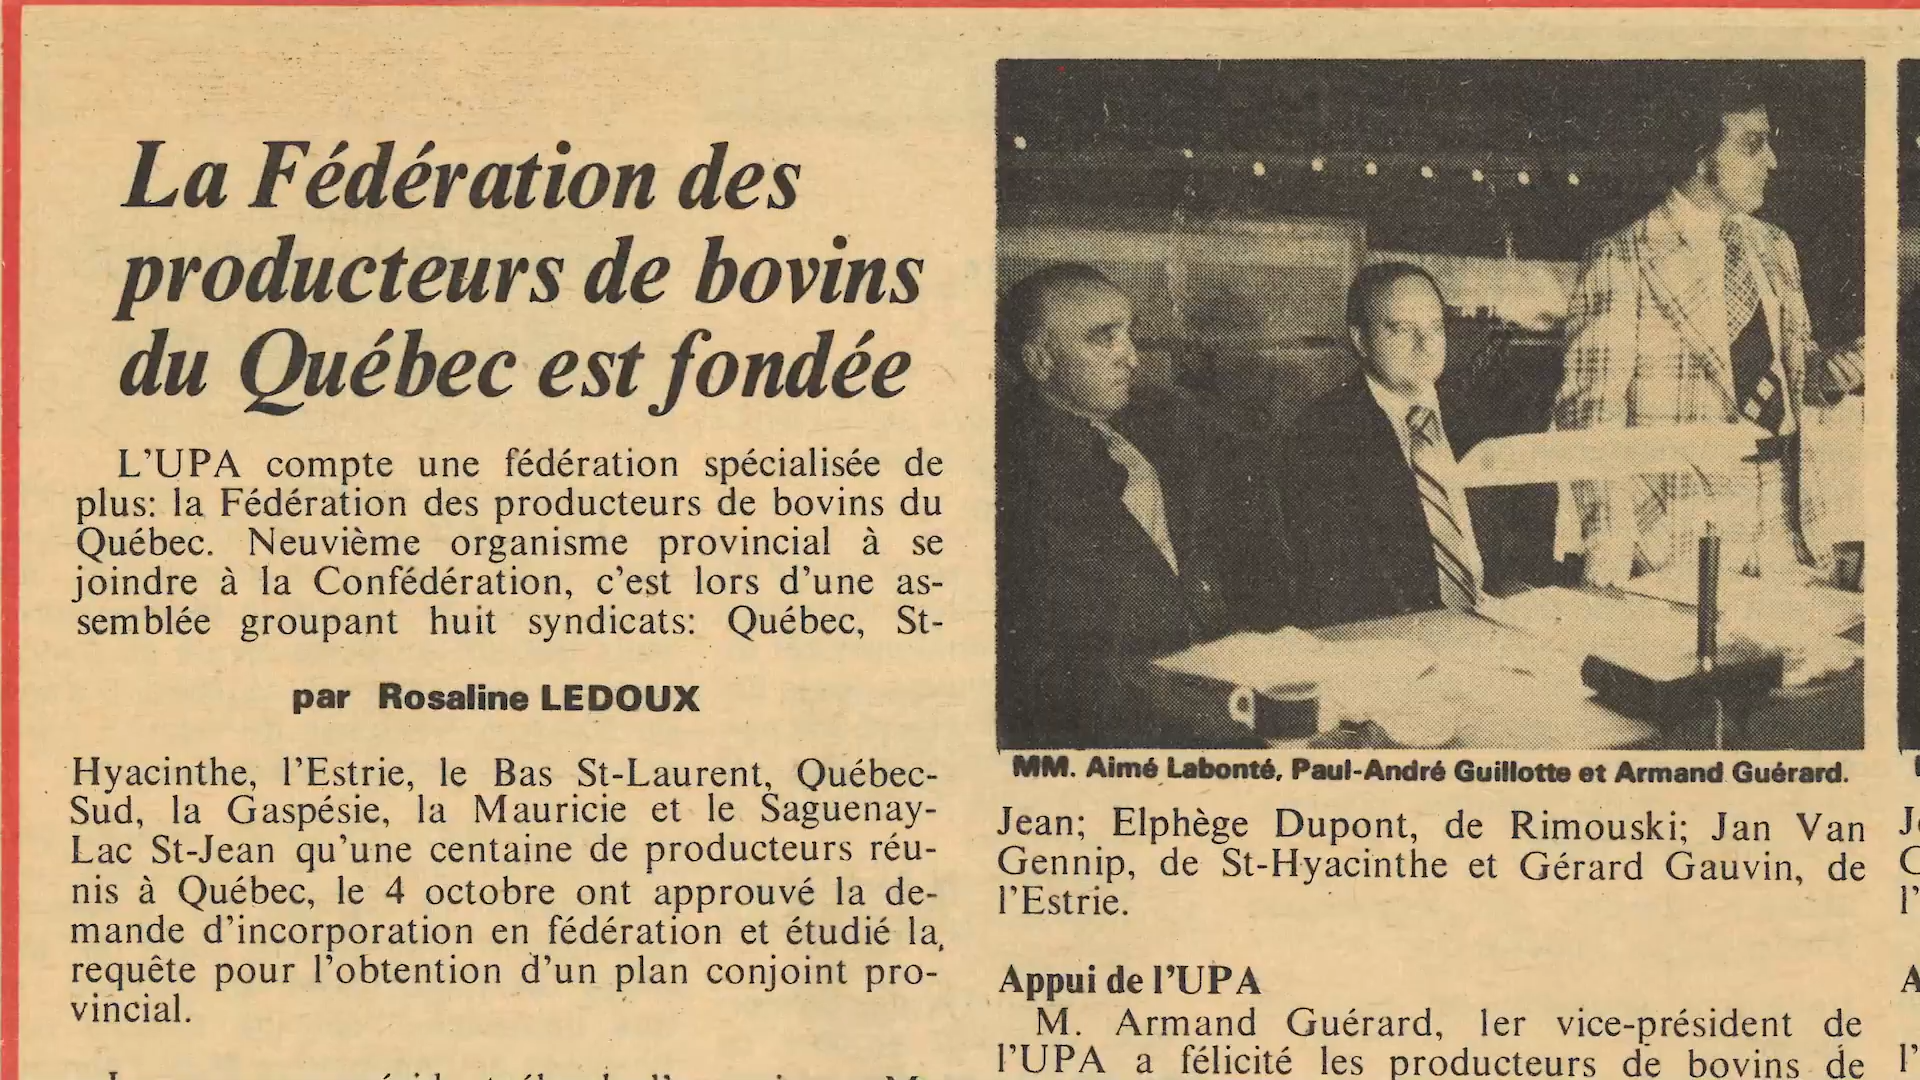 La Fédération des
producteurs de bovins
du Québec est fondée
L'UPA compte une fédération spécialisée de
plus: la Fédération des producteurs de bovins du
Québec. Neuvième organisme provincial à se
joindre à la Confédération, c'est lors d'une as-
semblée groupant huit syndicats: Québec, St-
par Rosaline LEDOUX
Hyacinthe, l'Estrie, le Bas St-Laurent, Québec-
Sud, la Gaspésie, la Mauricie et le Saguenay-
Lac St-Jean qu'une centaine de producteurs réu-
nis à Québec, le 4 octobre ont approuvé la de-
mande d'incorporation en fédération et étudié la
requête pour l'obtention d'un plan conjoint pro-
vincial.
MM. Aimé Labonté, Paul-André Guillotte et Armand Guérard.
Jean; Elphège Dupont, de Rimouski; Jan Van
Gennip, de St-Hyacinthe et Gérard Gauvin, de
l'Estrie.
Appui de l'UPA
M. Armand Guérard, 1er vice-président de
l'UPA a félicité les producteurs de bovins de